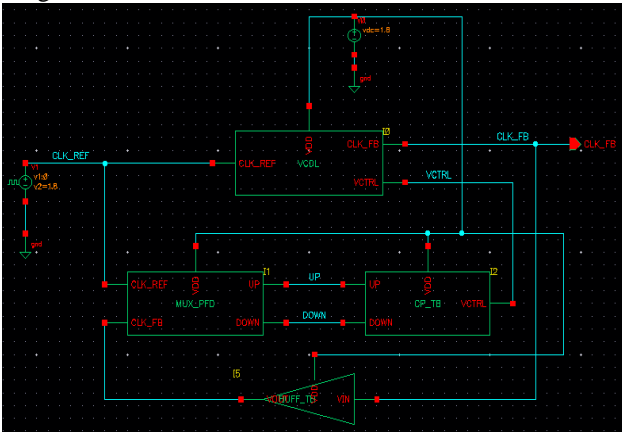 vdc=1.8
gnd
CLK_REF
I0
VDD
CLK_FB
CLK_FB
CLK_FB
CLK_REF
VCDL
VCTRL
VCTRL
v1
v1:0
v2=1.8
gnd
I1
I2
CLK_REF
VDD
UP
UP
UP
VDD
MUX_PFD
CP_TB
VCTRL
CLK_FB
DOWN
DOWN
DOWN
I5
VDD
BUFF_TB
VIN